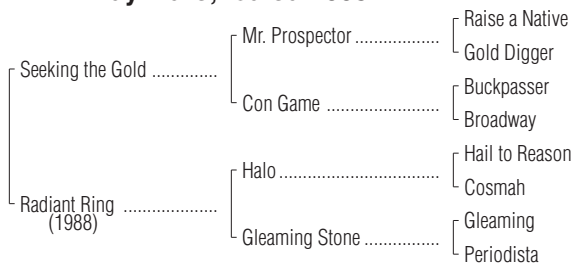 Raise a Native
Mr. Prospector ...................
Gold Digger
Seeking the Gold ..............
Buckpasser
Con Game .........................
Broadway
Hail to Reason
Halo ...................................
Cosmah
Radiant Ring ....................
(1988)
Gleaming
Gleaming Stone ................
Periodista